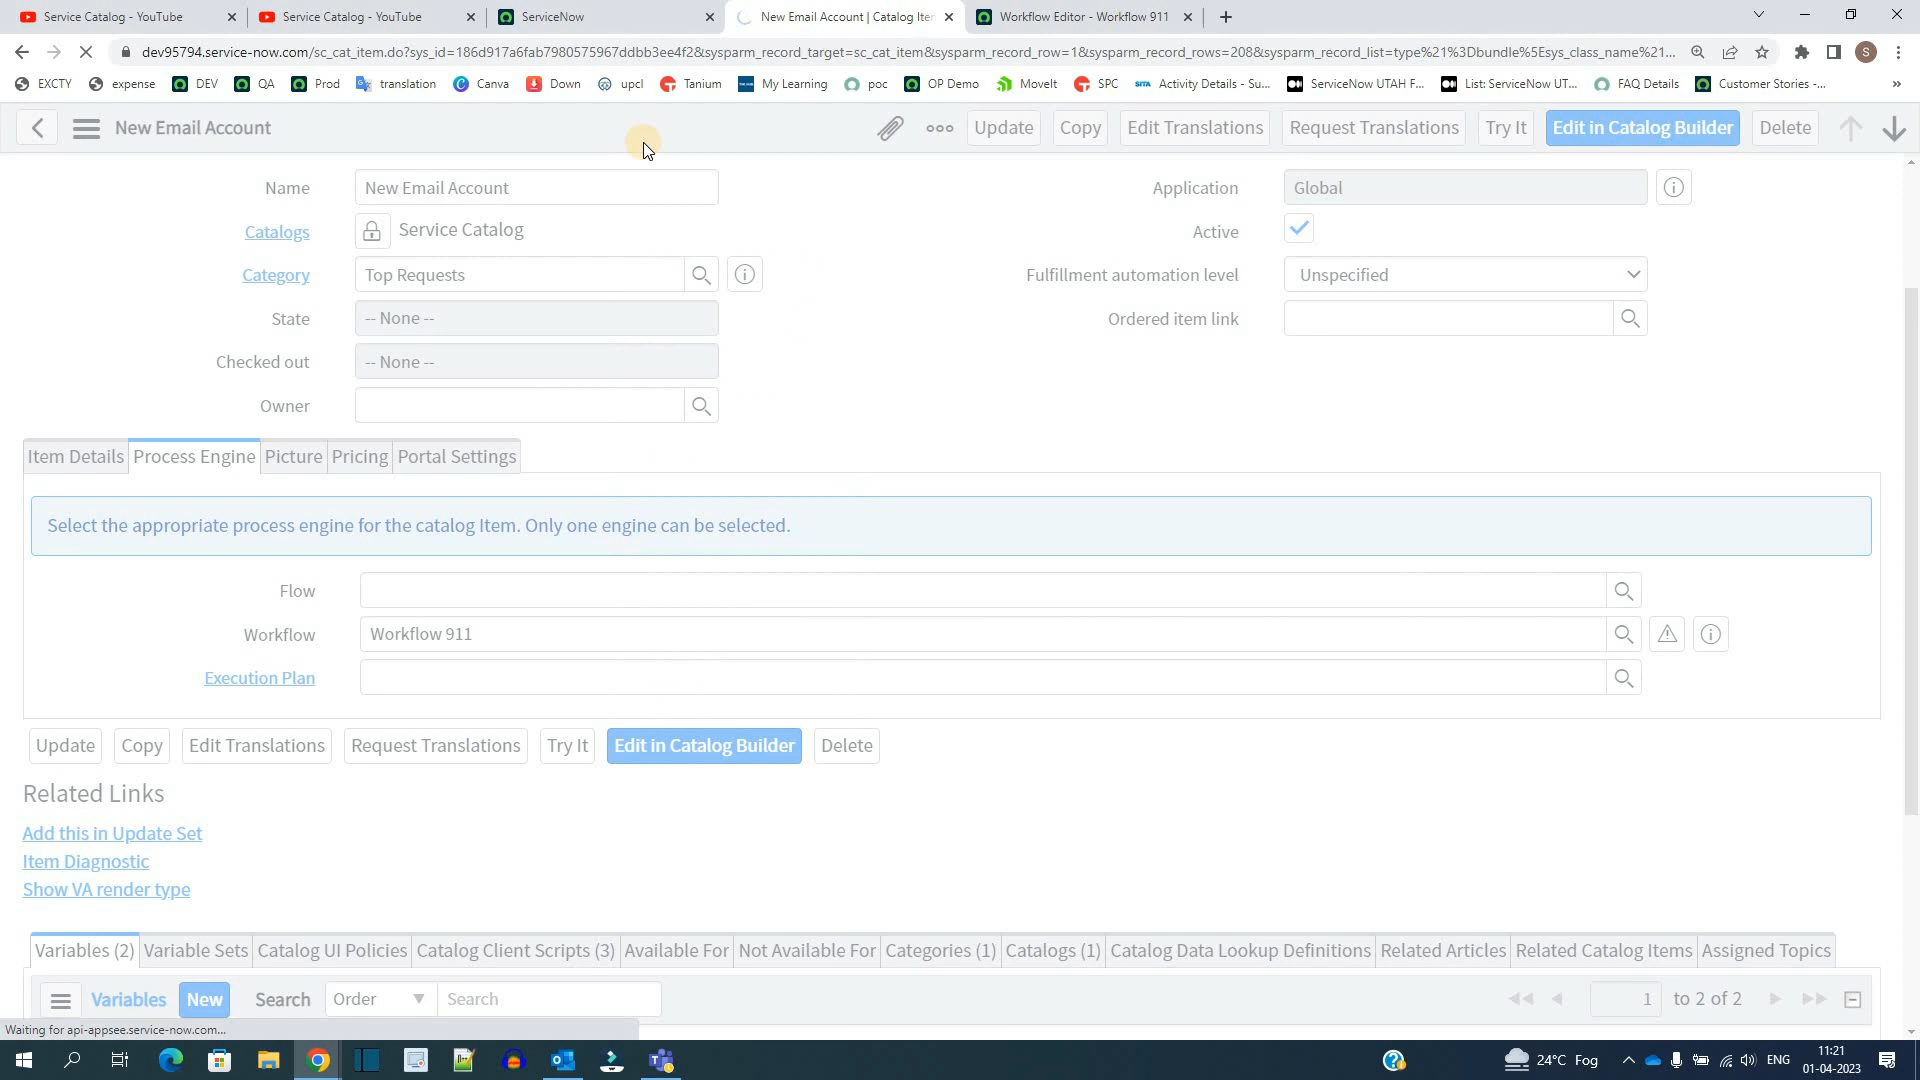 Service Catalog - YouTube
Service Catalog - YouTube
ServiceNow
New Email Account | Catalog Iter
Workflow Editor - Workflow 911
dev95794.service-now.com/sc_cat_item.do?sys_id=186d917a6fab7980575967ddbb3ee4f2&sysparm_record_target=sc_cat_item&sysparm_record_row=1&sysparm_record_rows=208&sysparm_record_list=type%21%3Dbundle%5Esys_class_name%21...
S
EXCTY expense DEV QA Prod translation Canva Down upcl Tanium My Learning poc OP Demo MoveIt SPC Activity Details - Su... ServiceNow UTAH F... List: ServiceNow UT... FAQ Details Customer Stories -... »
New Email Account
Update Copy Edit Translations Request Translations Try It Edit in Catalog Builder Delete
Name New Email Account Application Global
Catalogs Service Catalog Active
Category Top Requests Fulfillment automation level Unspecified
State -- None -- Ordered item link
Checked out -- None --
Owner
Item Details Process Engine Picture Pricing Portal Settings
Select the appropriate process engine for the catalog Item. Only one engine can be selected.
Flow
Workflow Workflow 911
Execution Plan
Update Copy Edit Translations Request Translations Try It Edit in Catalog Builder Delete
Related Links
Add this in Update Set
Item Diagnostic
Show VA render type
Variables (2) Variable Sets Catalog UI Policies Catalog Client Scripts (3) Available For Not Available For Categories (1) Catalogs (1) Catalog Data Lookup Definitions Related Articles Related Catalog Items Assigned Topics
Variables New Search Order Search 1 to 2 of 2
Waiting for api-appsee.service-now.com...
24°C Fog ENG 11:21
01-04-2023